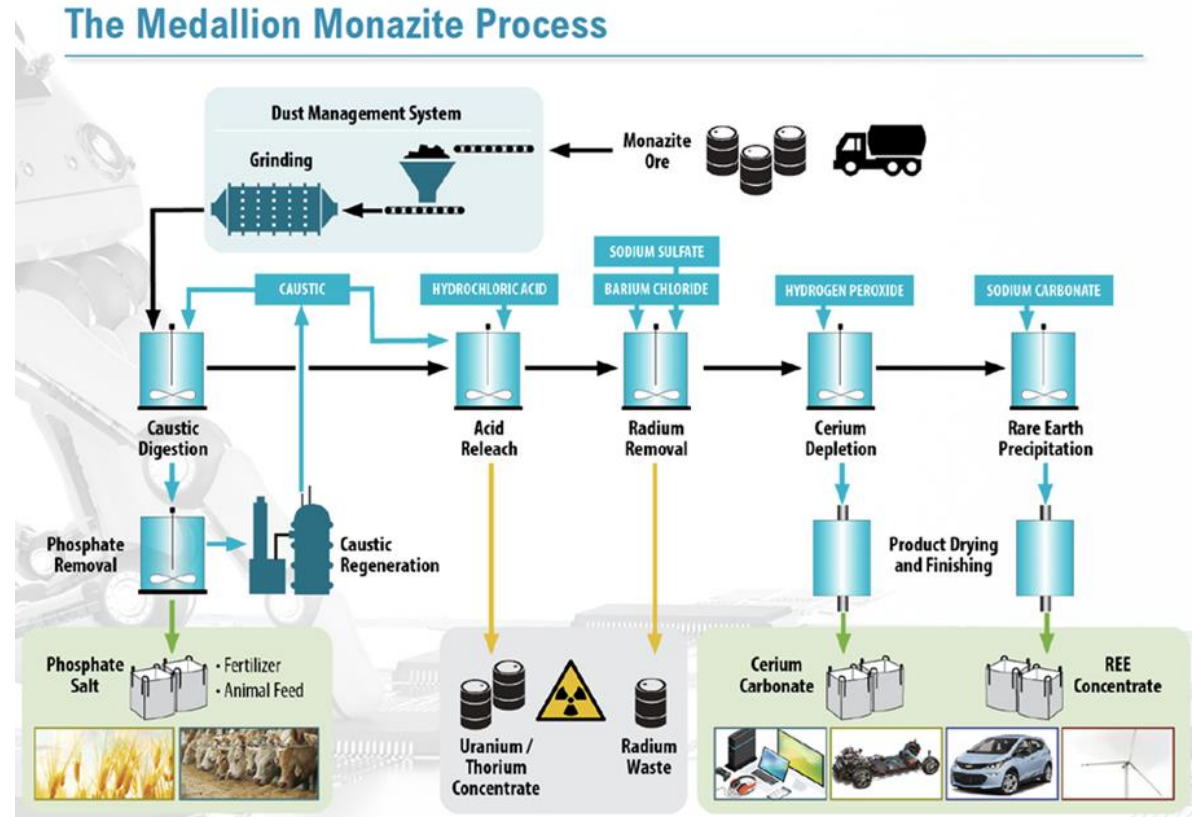 The Medallion Monazite Process
Dust Management System
Grinding
Monazite
Ore
SODIUM SULFATE
CAUSTIC
HYDROCHLORIC ACID
BARIUM CHLORIDE
HYDROGEN PEROXIDE
SODIUM CARBONATE
Caustic
Digestion
Acid
Releach
Radium
Removal
Cerium
Depletion
Rare Earth
Precipitation
Phosphate
Removal
Caustic
Regeneration
Product Drying
and Finishing
Phosphate
Salt
• Fertilizer
• Animal Feed
Uranium /
Thorium
Concentrate
Radium
Waste
Cerium
Carbonate
REE
Concentrate